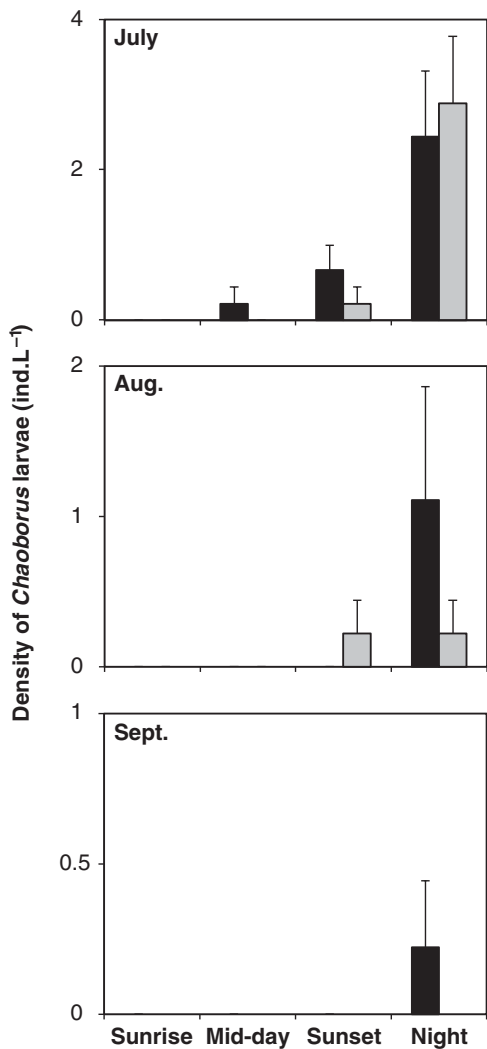 Density of Chaoborus larvae (ind.L⁻¹)
July
4
2
0
Aug.
2
1
0
Sept.
1
0.5
0
Sunrise Mid-day Sunset Night